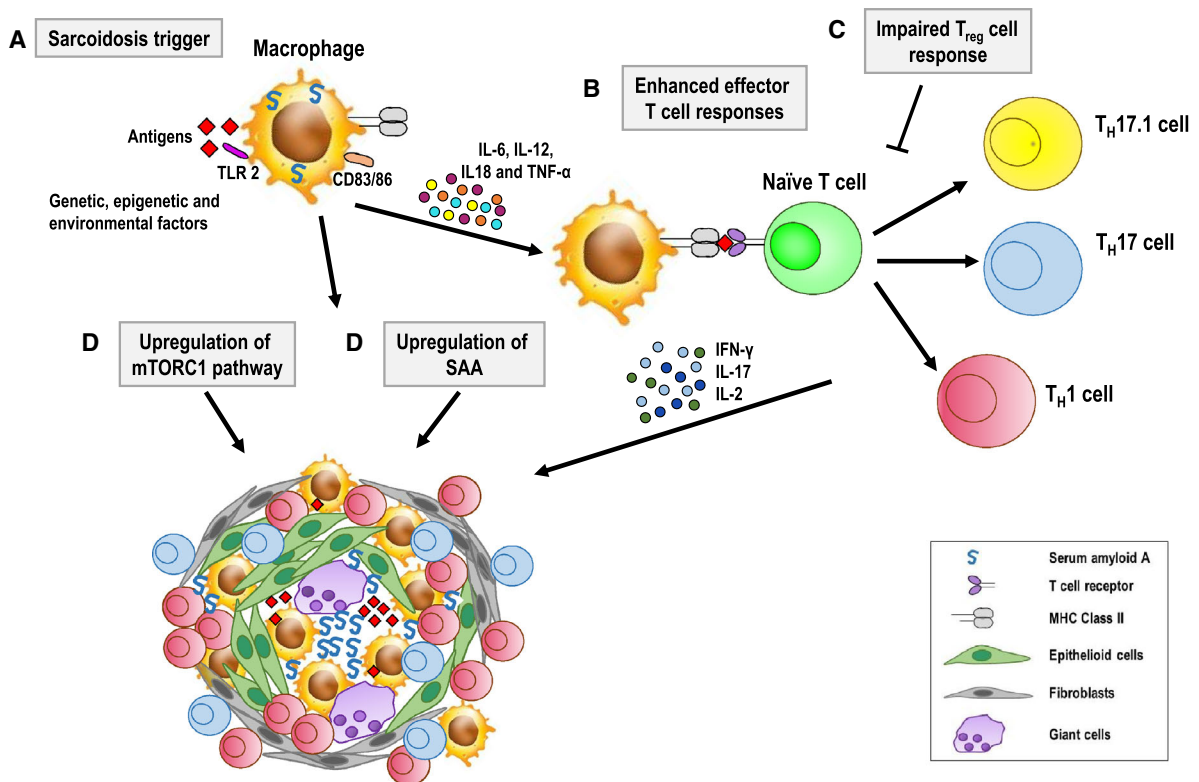 A
Sarcoidosis trigger
Macrophage
Antigens
TLR 2
CD83/86
Genetic, epigenetic and
environmental factors
IL-6, IL-12,
IL18 and TNF-α
B
Enhanced effector
T cell responses
Naïve T cell
C
Impaired Treg cell
response
TH17.1 cell
TH17 cell
TH1 cell
D
Upregulation of
mTORC1 pathway
D
Upregulation of
SAA
IFN-γ
IL-17
IL-2
Serum amyloid A
T cell receptor
MHC Class II
Epithelioid cells
Fibroblasts
Giant cells